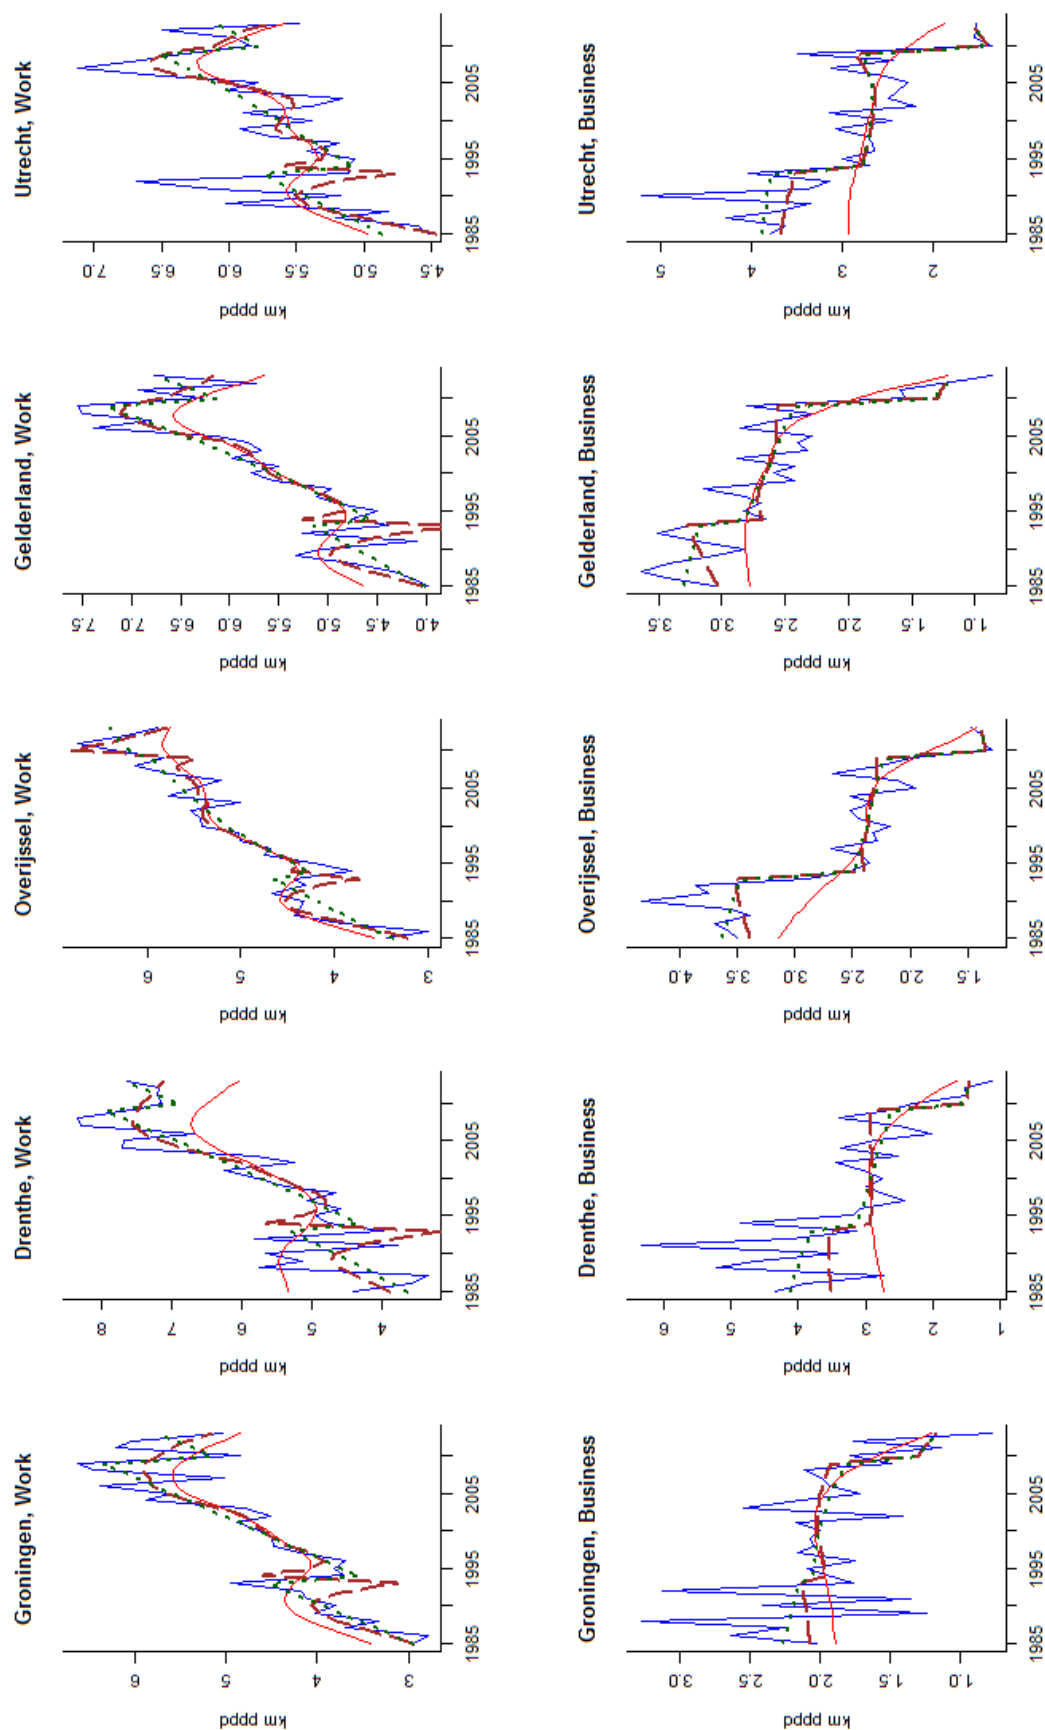 Groningen, Work
km pppd
6
5
4
3
1985 1995 2005
Drenthe, Work
km pppd
8
7
6
5
4
1985 1995 2005
Overijssel, Work
km pppd
6
5
4
3
1985 1995 2005
Gelderland, Work
km pppd
7.5
7.0
6.5
6.0
5.5
5.0
4.5
4.0
1985 1995 2005
Utrecht, Work
km pppd
7.0
6.5
6.0
5.5
5.0
4.5
1985 1995 2005
Groningen, Business
km pppd
3.0
2.5
2.0
1.5
1.0
1985 1995 2005
Drenthe, Business
km pppd
6
5
4
3
2
1
1985 1995 2005
Overijssel, Business
km pppd
4.0
3.5
3.0
2.5
2.0
1.5
1985 1995 2005
Gelderland, Business
km pppd
3.5
3.0
2.5
2.0
1.5
1.0
1985 1995 2005
Utrecht, Business
km pppd
5
4
3
2
1985 1995 2005